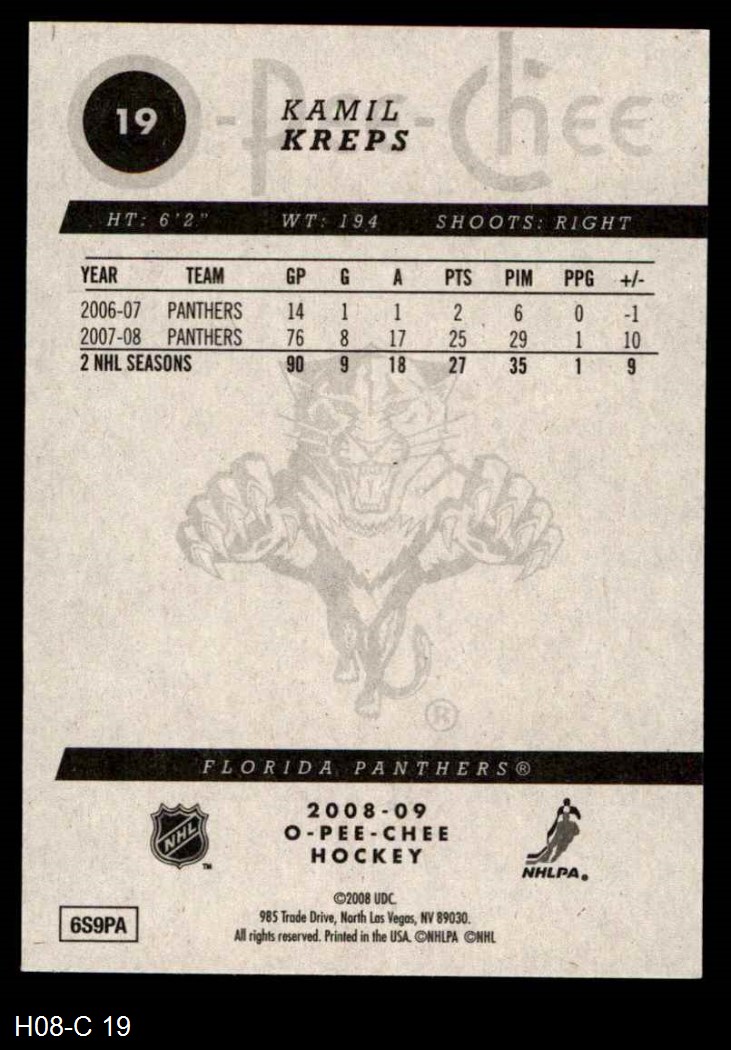 O-Pee-Chee®
19
KAMIL
KREPS
HT: 6'2" WT: 194 SHOOTS: RIGHT
YEAR TEAM GP G A PTS PIM PPG +/-
2006-07 PANTHERS 14 1 1 2 6 0 -1
2007-08 PANTHERS 76 8 17 25 29 1 10
2 NHL SEASONS 90 9 18 27 35 1 9
®
FLORIDA PANTHERS®
2008-09
O-PEE-CHEE
HOCKEY
NHL ™
NHLPA®
©2008 UDC.
985 Trade Drive, North Las Vegas, NV 89030.
All rights reserved. Printed in the USA. ©NHLPA ©NHL
6S9PA
H08-C 19